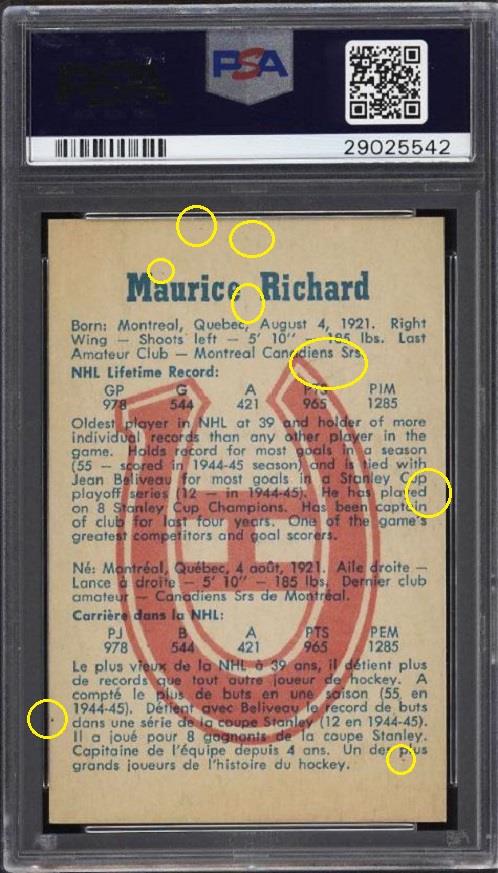 PSA
29025542
Maurice Richard
Born: Montreal, Quebec, August 4, 1921. Right
Wing — Shoots left — 5' 10" — 185 lbs. Last
Amateur Club — Montreal Canadiens Srs.
NHL Lifetime Record:
GP G A PTS PIM
978 544 421 965 1285
Oldest player in NHL at 39 and holder of more
individual records than any other player in the
game. Holds record for most goals in a season
(55 — scored in 1944-45 season) and is tied with
Jean Beliveau for most goals in a Stanley Cup
playoff series (12 — in 1944-45). He has played
on 8 Stanley Cup Champions. Has been captain
of club for last four years. One of the game's
greatest competitors and goal scorers.
Né: Montréal, Québec, 4 août, 1921. Aile droite —
Lance à droite — 5' 10" — 185 lbs. Dernier club
amateur — Canadiens Srs de Montréal.
Carrière dans la NHL:
PJ B A PTS PEM
978 544 421 965 1285
Le plus vieux de la NHL à 39 ans, il détient plus
de records que tout autre joueur de hockey. A
compté le plus de buts en une saison (55 en
1944-45). Détient avec Beliveau le record de buts
dans une série de la coupe Stanley (12 en 1944-45).
Il a joué pour 8 gagnants de la coupe Stanley.
Capitaine de l'équipe depuis 4 ans. Un des plus
grands joueurs de l'histoire du hockey.